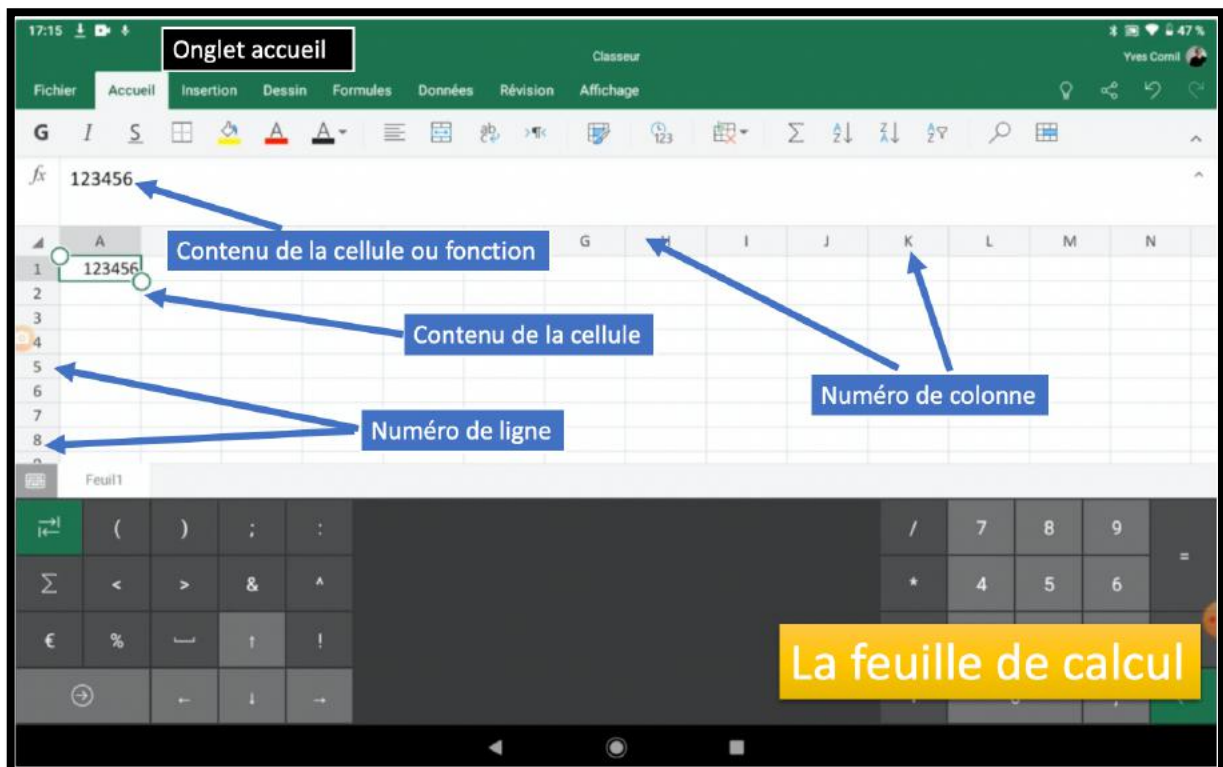 17:15 47 %
Onglet accueil
Classeur Yves Cornil
Fichier Accueil Insertion Dessin Formules Données Révision Affichage
G I S A A ab 123 Σ Z↓ Z A↓ A Z
fx 123456
Contenu de la cellule ou fonction
A G H I J K L M N
1 123456
2
3
Contenu de la cellule
4
5
6
Numéro de colonne
7
Numéro de ligne
8
Feuil1
( ) ; : / 7 8 9
=
Σ < > & ^ * 4 5 6
€ % ↑ !
La feuille de calcul
← ↓ →